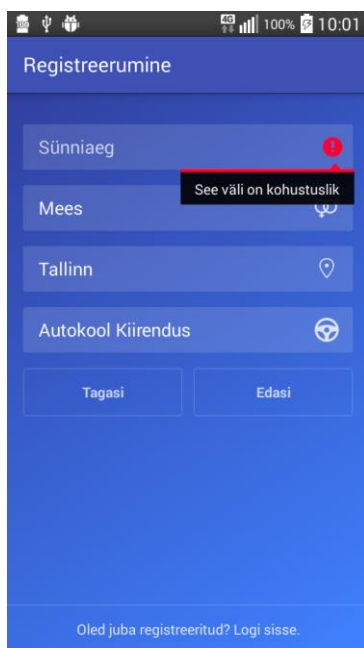 4G 100% 10:01
Registreerumine
Sünniaeg
See väli on kohustuslik
Mees
Tallinn
Autokool Kiirendus
Tagasi Edasi
Oled juba registreeritud? Logi sisse.